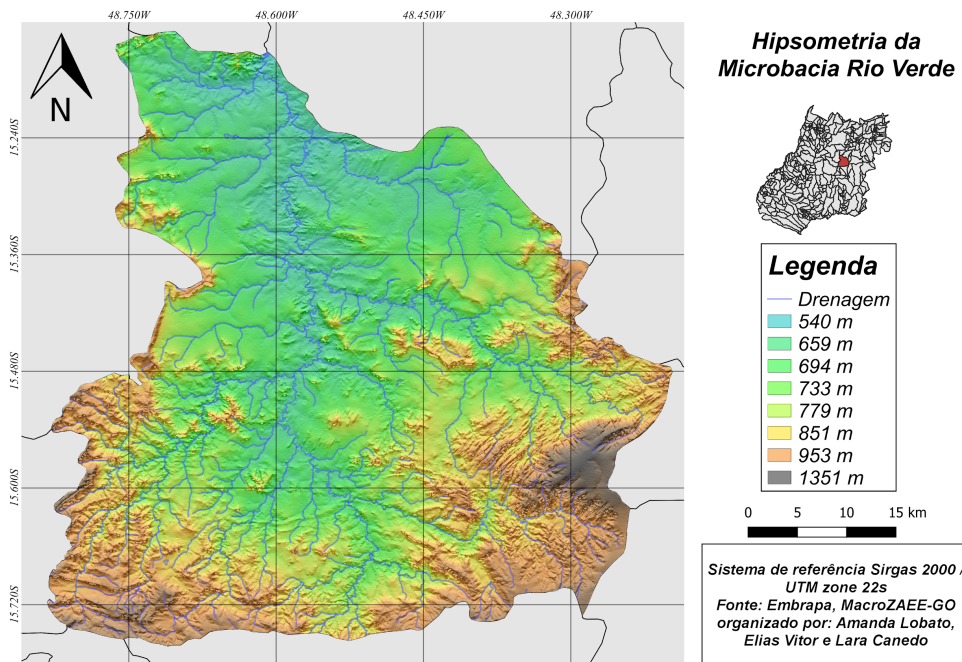 48.750W 48.600W 48.450W 48.300W
N
15.240S
15.360S
15.480S
15.600S
15.720S
Hipsometria da
Microbacia Rio Verde
Legenda
Drenagem
540 m
659 m
694 m
733 m
779 m
851 m
953 m
1351 m
0 5 10 15 km
Sistema de referência Sirgas 2000 /
UTM zone 22s
Fonte: Embrapa, MacroZAEE-GO
organizado por: Amanda Lobato,
Elias Vitor e Lara Canedo